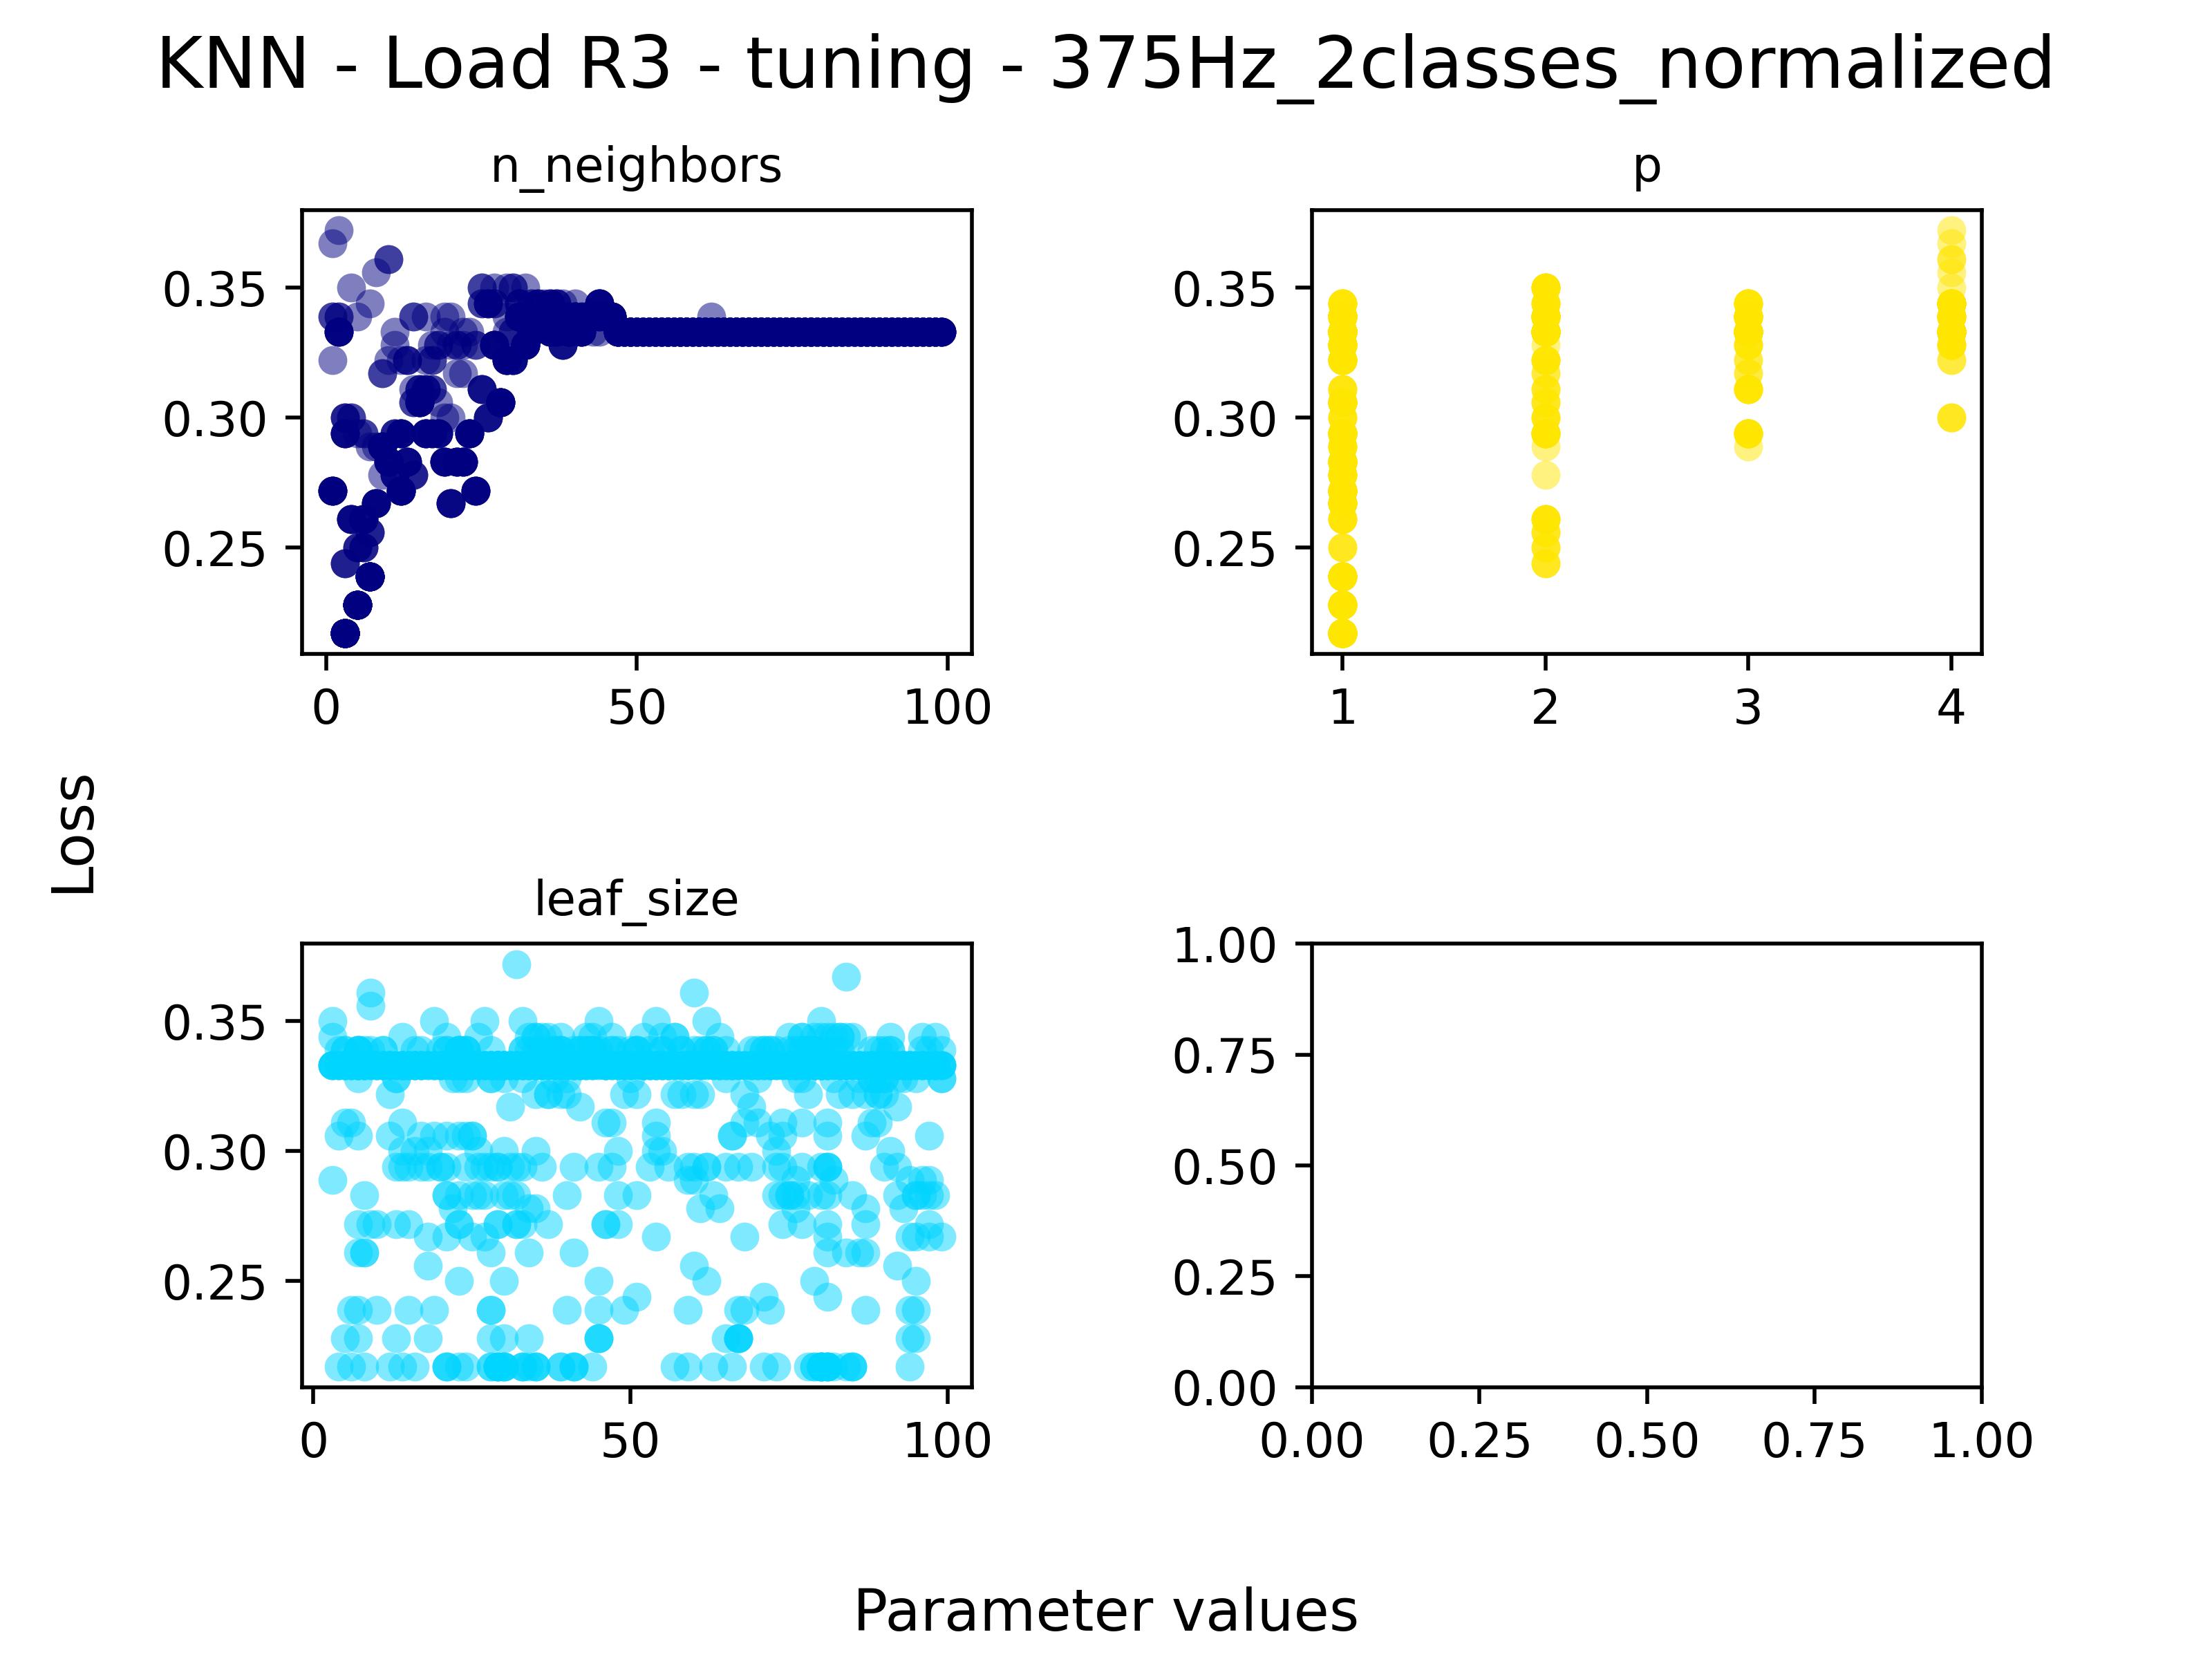 KNN - Load R3 - tuning - 375Hz_2classes_normalized
n_neighbors
0.35
0.30
0.25
0 50 100
p
0.35
0.30
0.25
1 2 3 4
Loss
leaf_size
0.35
0.30
0.25
0 50 100
1.00
0.75
0.50
0.25
0.00
0.00 0.25 0.50 0.75 1.00
Parameter values